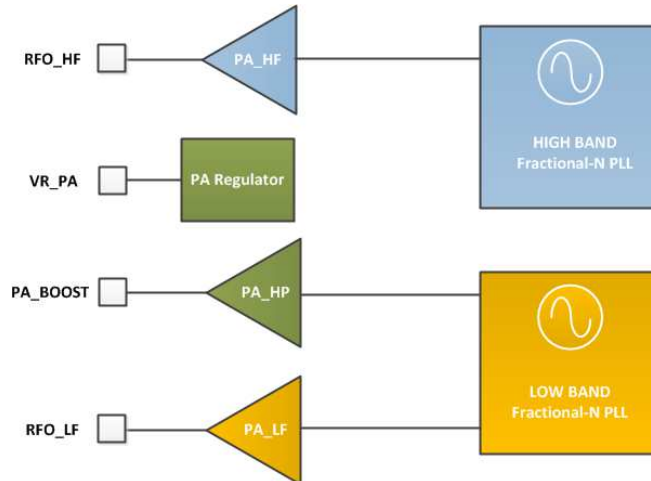 RFO_HF
PA_HF
HIGH BAND
Fractional-N PLL
VR_PA
PA Regulator
PA_BOOST
PA_HP
LOW BAND
Fractional-N PLL
RFO_LF
PA_LF